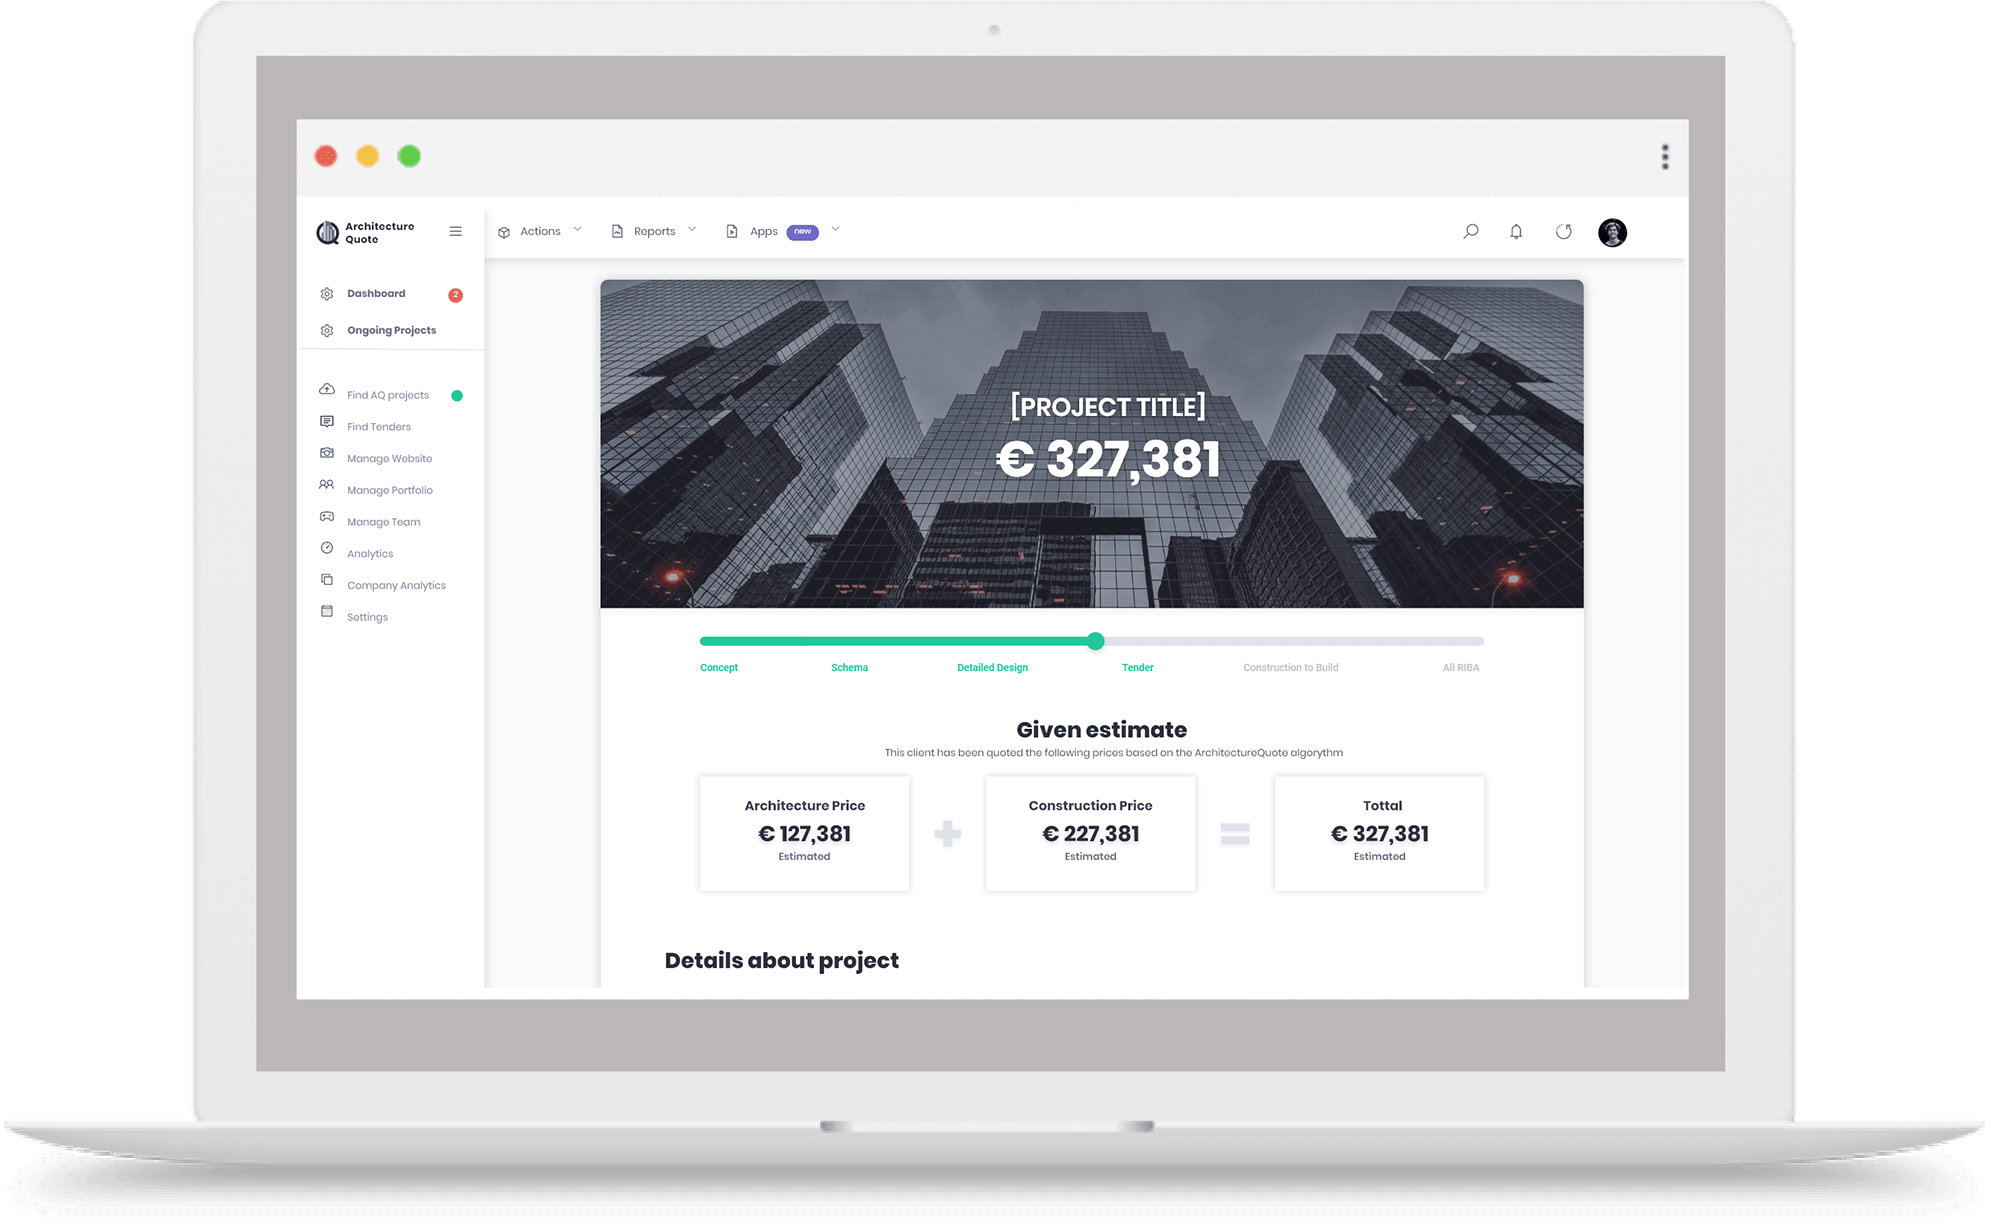 Architecture
Quote
Actions
Reports
Apps new
Dashboard 2
Ongoing Projects
Find AQ projects
Find Tenders
Manage Website
Manage Portfolio
Manage Team
Analytics
Company Analytics
Settings
[PROJECT TITLE]
€ 327,381
Concept Schema Detailed Design Tender Construction to Build All RIBA
Given estimate
This client has been quoted the following prices based on the ArchitectureQuote algorythm
Architecture Price
€ 127,381
Estimated
+
Construction Price
€ 227,381
Estimated
=
Tottal
€ 327,381
Estimated
Details about project